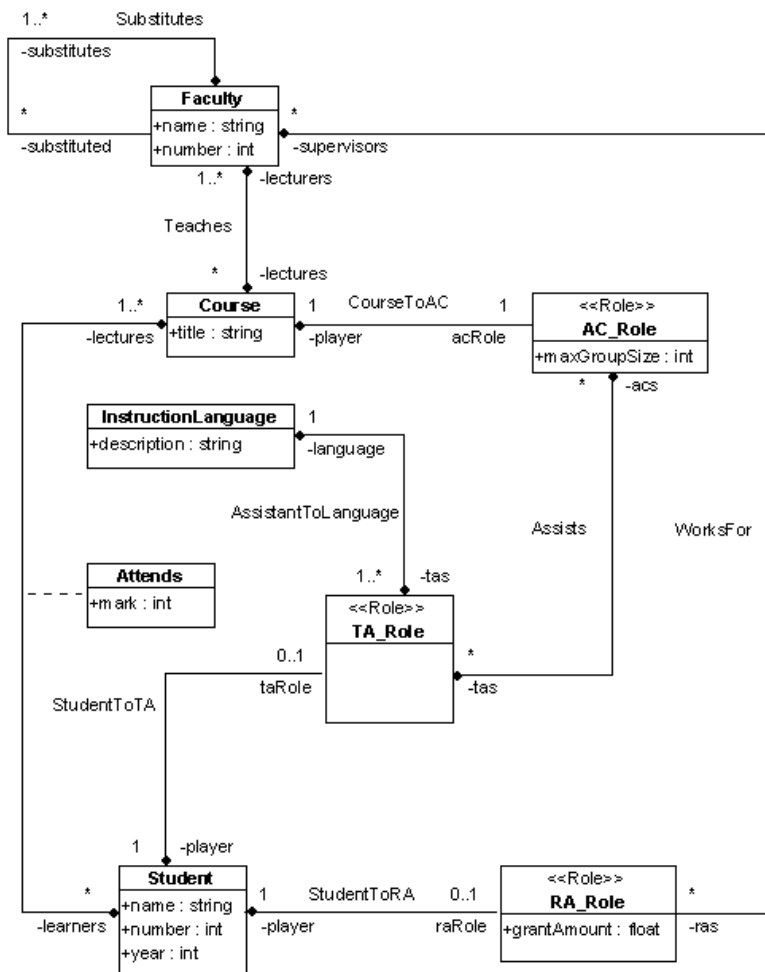 1..* Substitutes
-substitutes
Faculty
+name : string
+number : int
*
-substituted
*
-supervisors
1..* -lecturers
Teaches
* -lectures
1..*
-lectures
Course
+title : string
1 CourseToAC 1
-player acRole
<<Role>>
AC_Role
+maxGroupSize : int
* -acs
InstructionLanguage
+description : string
1
-language
AssistantToLanguage
Assists
WorksFor
Attends
+mark : int
1..* -tas
<<Role>>
TA_Role
0..1
taRole
*
-tas
StudentToTA
1 -player
*
-learners
Student
+name : string
+number : int
+year : int
1 StudentToRA 0..1
-player raRole
<<Role>>
RA_Role
+grantAmount : float
*
-ras